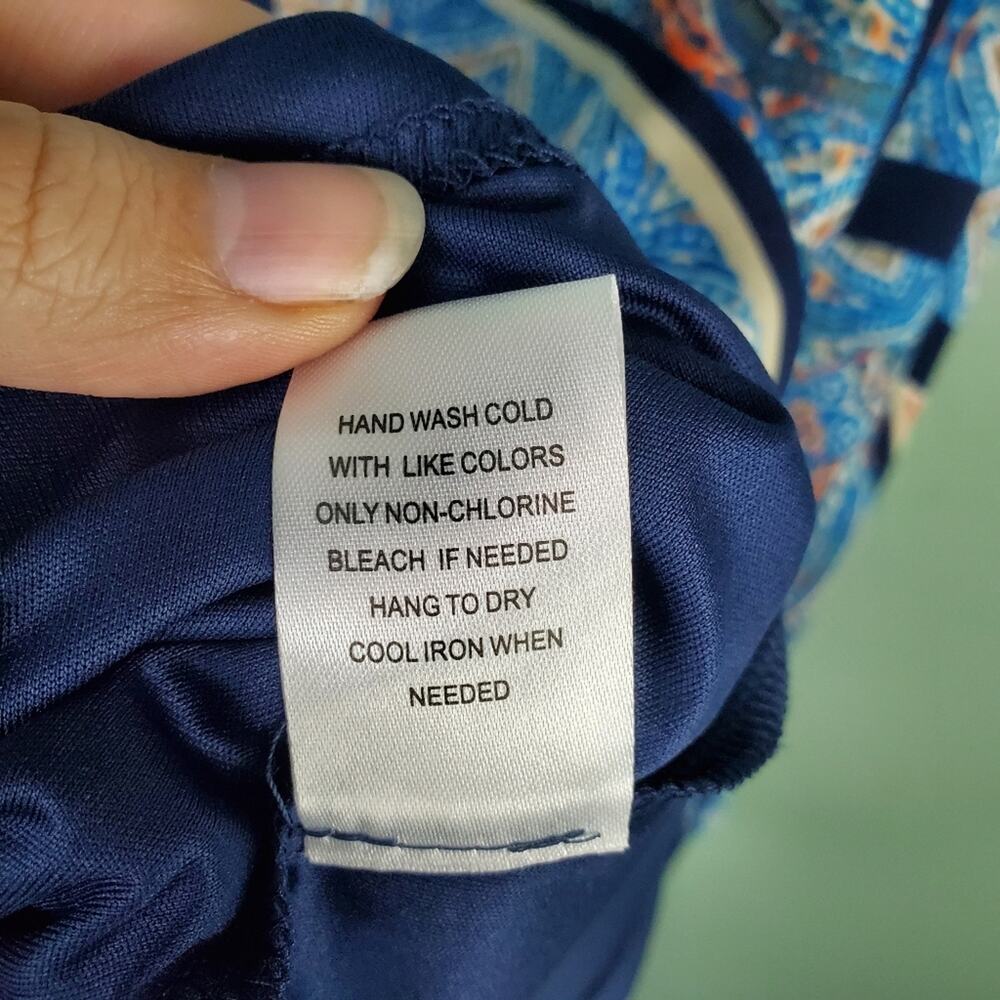 HAND WASH COLD
WITH LIKE COLORS
ONLY NON-CHLORINE
BLEACH IF NEEDED
HANG TO DRY
COOL IRON WHEN
NEEDED